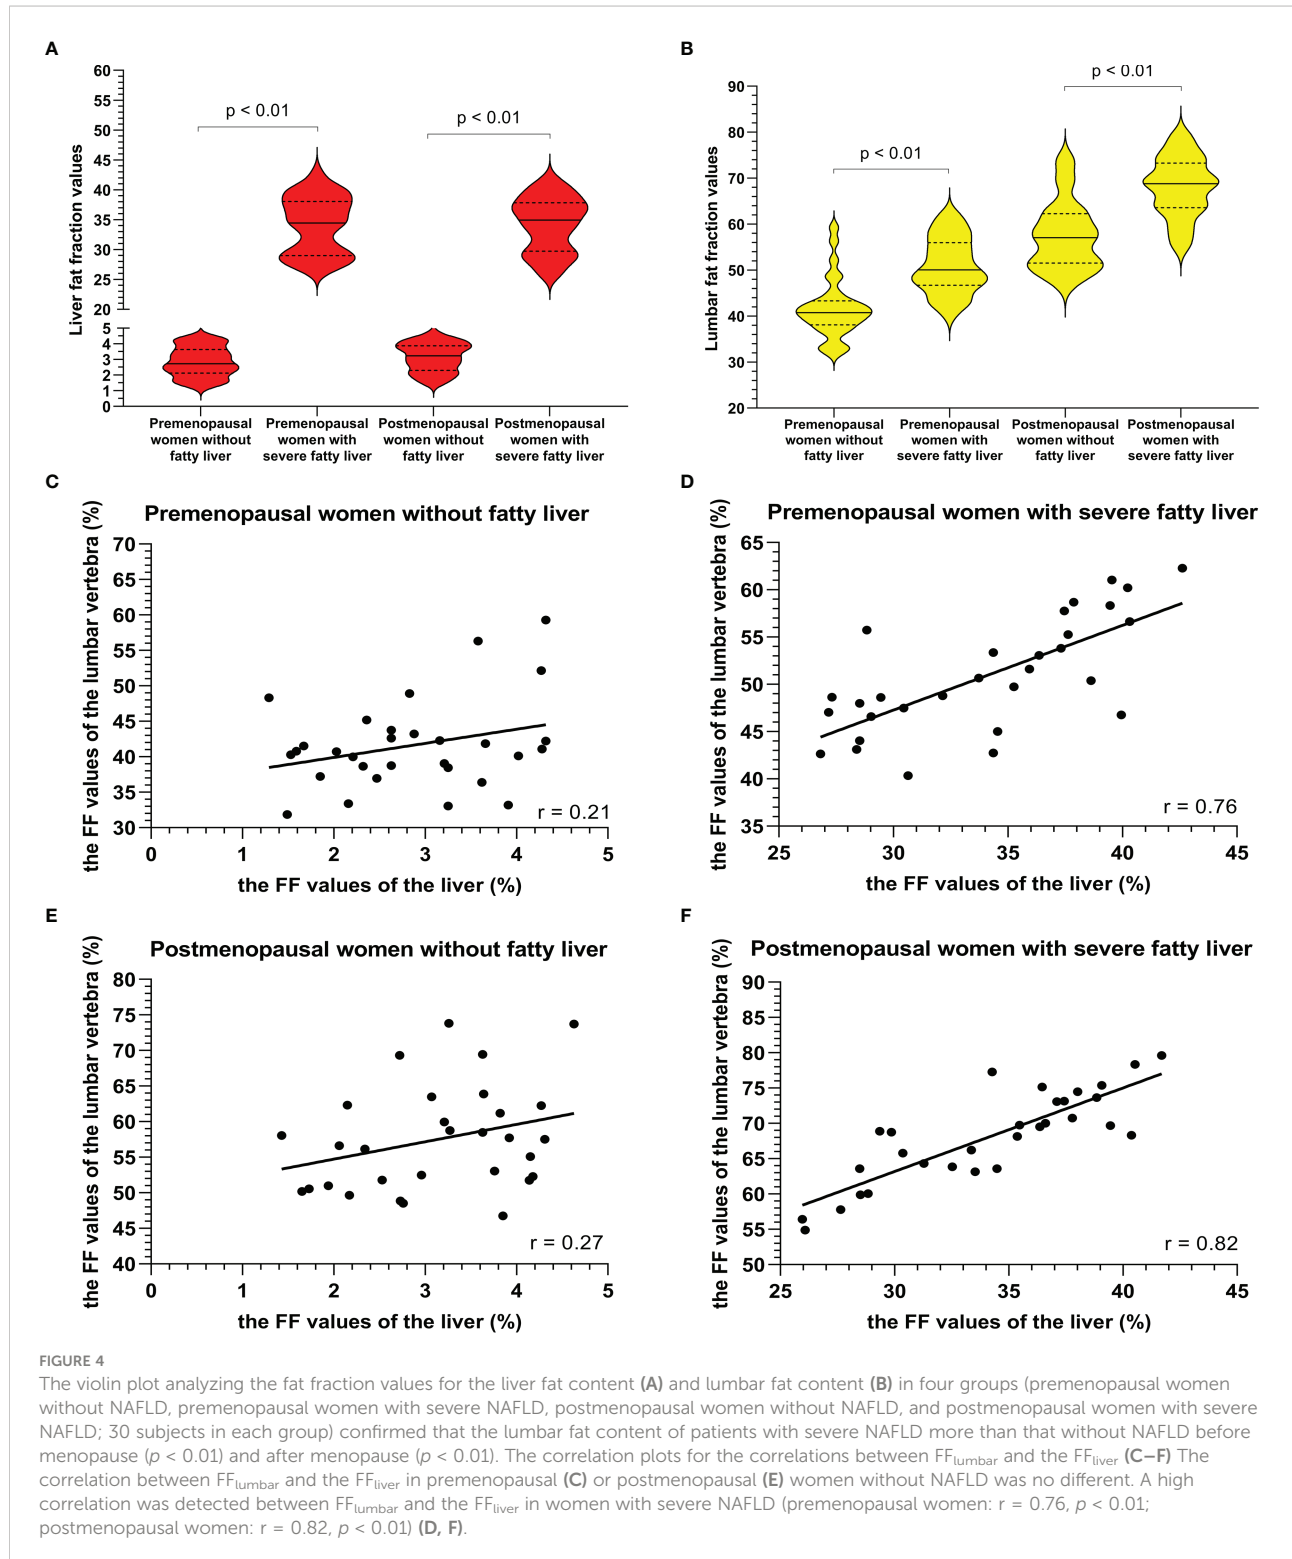 A
60
55
50
45
40
35
30
25
20
5
4
3
2
1
0
Liver fat fraction values
p < 0.01
p < 0.01
Premenopausal women without fatty liver
Premenopausal women with severe fatty liver
Postmenopausal women without fatty liver
Postmenopausal women with severe fatty liver
B
90
80
70
60
50
40
30
20
Lumbar fat fraction values
p < 0.01
p < 0.01
Premenopausal women without fatty liver
Premenopausal women with severe fatty liver
Postmenopausal women without fatty liver
Postmenopausal women with severe fatty liver
C
Premenopausal women without fatty liver
the FF values of the lumbar vertebra (%)
70
65
60
55
50
45
40
35
30
0 1 2 3 4 5
r = 0.21
the FF values of the liver (%)
D
Premenopausal women with severe fatty liver
the FF values of the lumbar vertebra (%)
65
60
55
50
45
40
35
25 30 35 40 45
r = 0.76
the FF values of the liver (%)
E
Postmenopausal women without fatty liver
the FF values of the lumbar vertebra (%)
80
75
70
65
60
55
50
45
40
0 1 2 3 4 5
r = 0.27
the FF values of the liver (%)
F
Postmenopausal women with severe fatty liver
the FF values of the lumbar vertebra (%)
90
85
80
75
70
65
60
55
50
25 30 35 40 45
r = 0.82
the FF values of the liver (%)
FIGURE 4
The violin plot analyzing the fat fraction values for the liver fat content (A) and lumbar fat content (B) in four groups (premenopausal women
without NAFLD, premenopausal women with severe NAFLD, postmenopausal women without NAFLD, and postmenopausal women with severe
NAFLD; 30 subjects in each group) confirmed that the lumbar fat content of patients with severe NAFLD more than that without NAFLD before
menopause (p < 0.01) and after menopause (p < 0.01). The correlation plots for the correlations between FFlumbar and the FFliver (C–F) The
correlation between FFlumbar and the FFliver in premenopausal (C) or postmenopausal (E) women without NAFLD was no different. A high
correlation was detected between FFlumbar and the FFliver in women with severe NAFLD (premenopausal women: r = 0.76, p < 0.01;
postmenopausal women: r = 0.82, p < 0.01) (D, F).